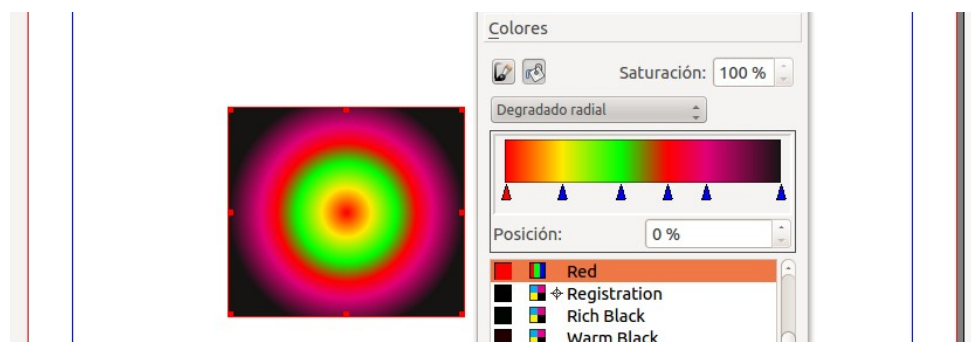 Colores
Saturación: 100 %
Degradado radial
Posición: 0 %
Red
Registration
Rich Black
Warm Black